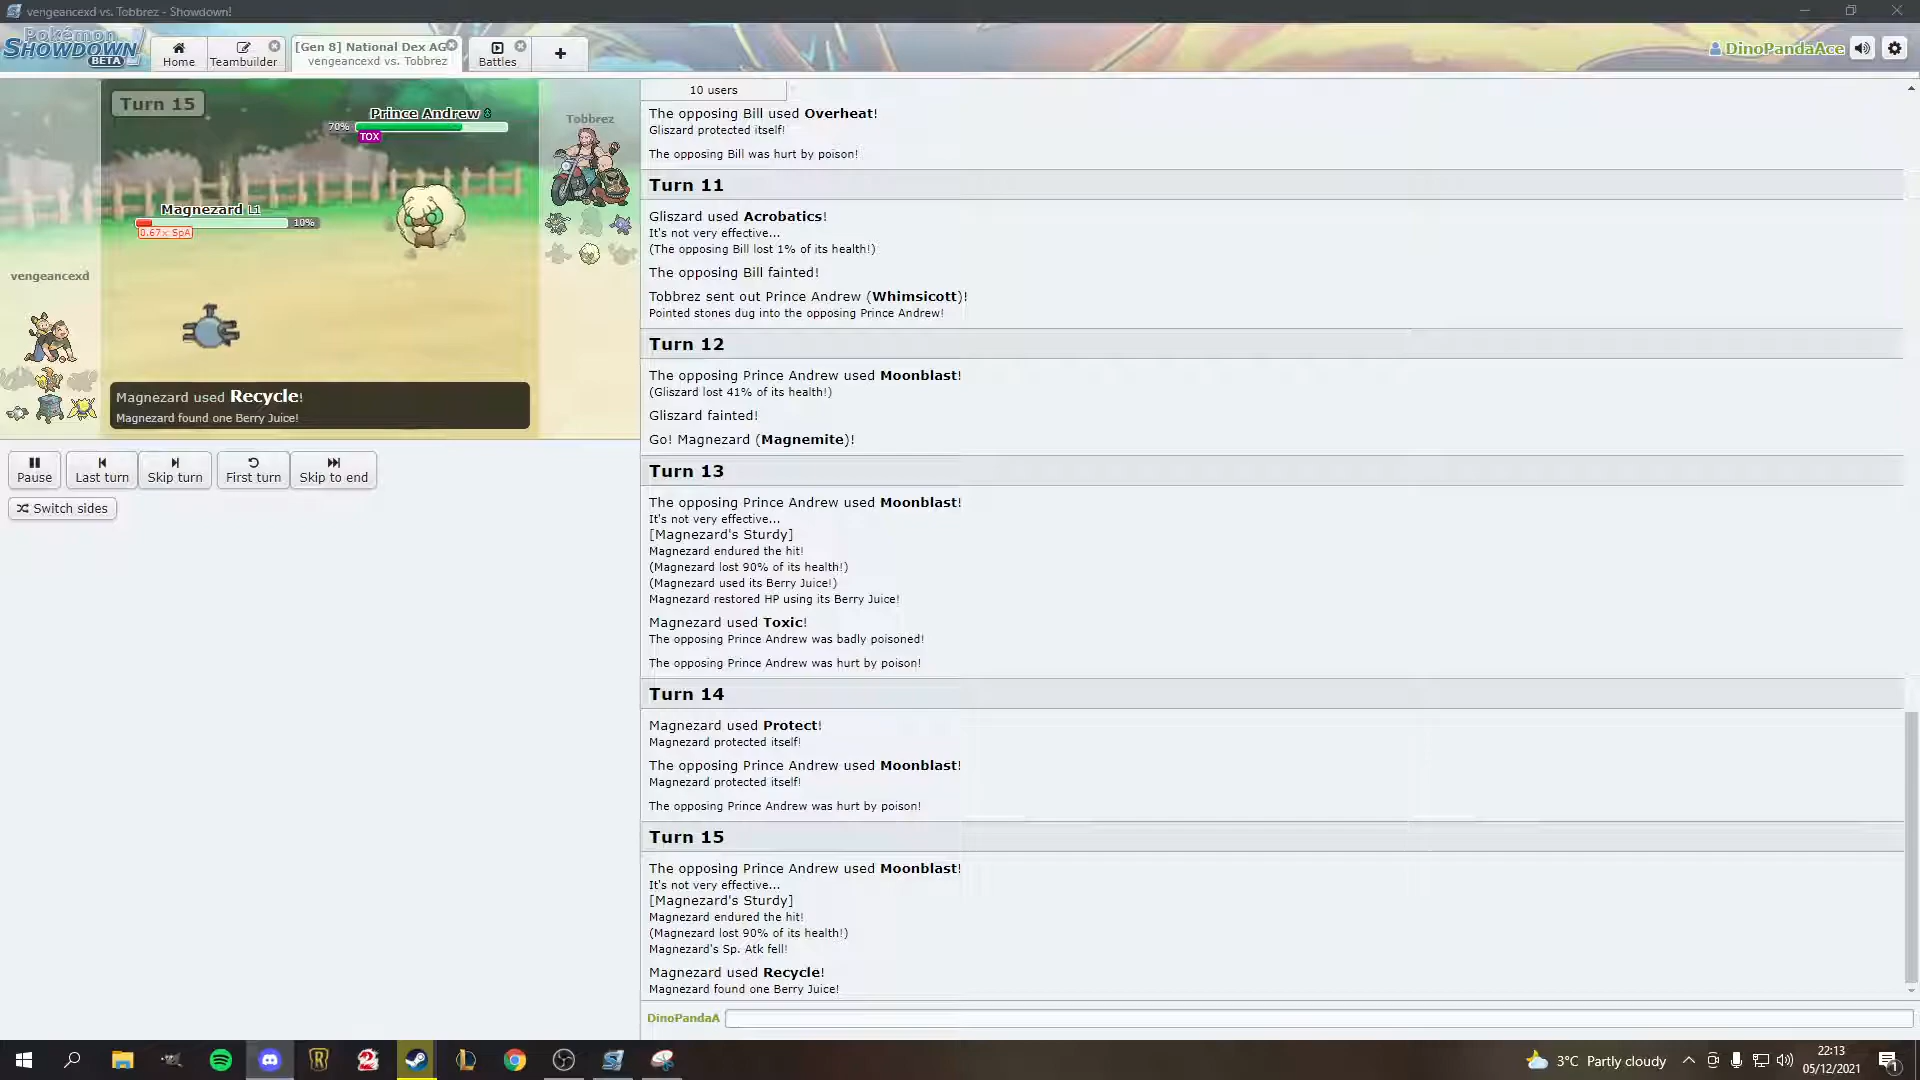 vengeancexd vs. Tobbrez - Showdown!
Pokémon
SHOWDOWN
BETA
Home
Teambuilder
[Gen 8] National Dex AG
vengeancexd vs. Tobbrez
Battles
DinoPandaAce
Turn 15
Prince Andrew
70%
TOX
Magnezard L1
10%
0.67× SpA
vengeancexd
Tobbrez
Magnezard used Recycle!
Magnezard found one Berry Juice!
Pause
Last turn
Skip turn
First turn
Skip to end
Switch sides
10 users
The opposing Bill used Overheat!
Gliszard protected itself!
The opposing Bill was hurt by poison!
Turn 11
Gliszard used Acrobatics!
It's not very effective...
(The opposing Bill lost 1% of its health!)
The opposing Bill fainted!
Tobbrez sent out Prince Andrew (Whimsicott)!
Pointed stones dug into the opposing Prince Andrew!
Turn 12
The opposing Prince Andrew used Moonblast!
(Gliszard lost 41% of its health!)
Gliszard fainted!
Go! Magnezard (Magnemite)!
Turn 13
The opposing Prince Andrew used Moonblast!
It's not very effective...
[Magnezard's Sturdy]
Magnezard endured the hit!
(Magnezard lost 90% of its health!)
(Magnezard used its Berry Juice!)
Magnezard restored HP using its Berry Juice!
Magnezard used Toxic!
The opposing Prince Andrew was badly poisoned!
The opposing Prince Andrew was hurt by poison!
Turn 14
Magnezard used Protect!
Magnezard protected itself!
The opposing Prince Andrew used Moonblast!
Magnezard protected itself!
The opposing Prince Andrew was hurt by poison!
Turn 15
The opposing Prince Andrew used Moonblast!
It's not very effective...
[Magnezard's Sturdy]
Magnezard endured the hit!
(Magnezard lost 90% of its health!)
Magnezard's Sp. Atk fell!
Magnezard used Recycle!
Magnezard found one Berry Juice!
DinoPandaA
3°C Partly cloudy
22:13
05/12/2021
1